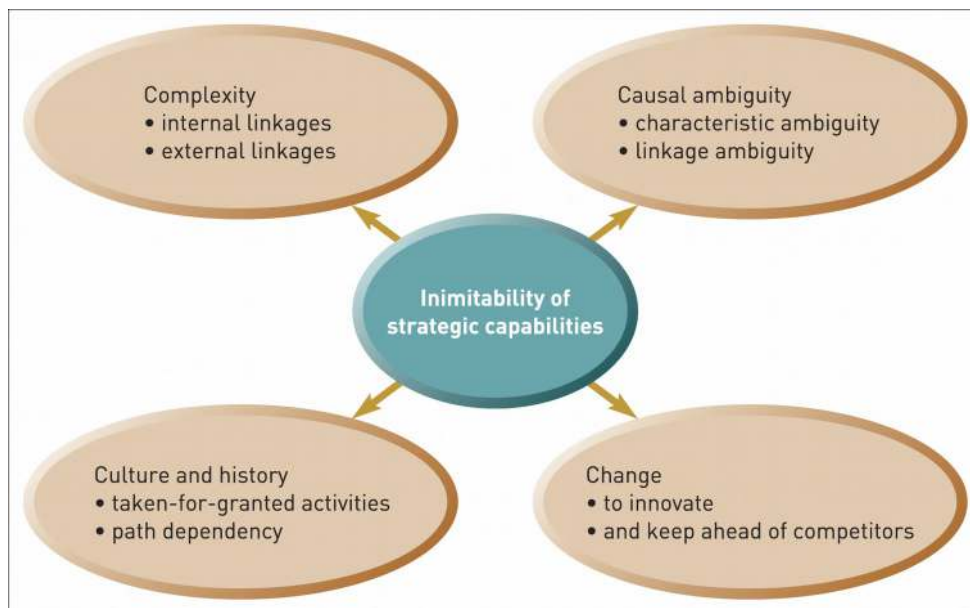 Complexity
• internal linkages
• external linkages
Causal ambiguity
• characteristic ambiguity
• linkage ambiguity
Inimitability of
strategic capabilities
Culture and history
• taken-for-granted activities
• path dependency
Change
• to innovate
• and keep ahead of competitors